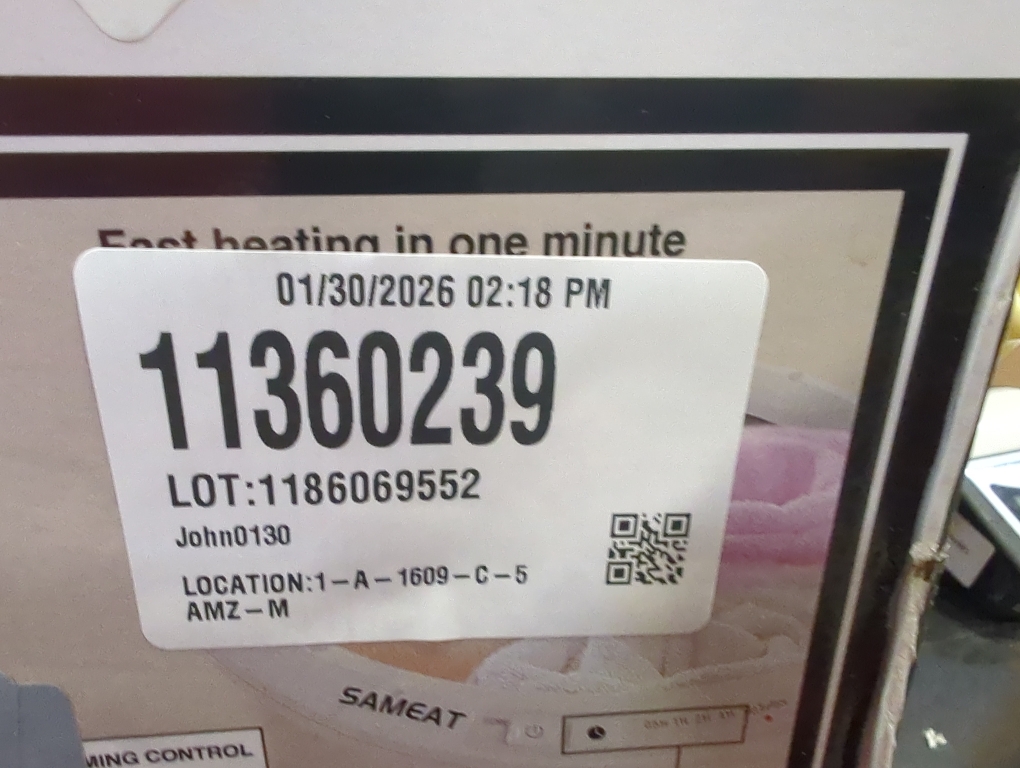 Fast heating in one minute
01/30/2026 02:18 PM
11360239
LOT:1186069552
John0130
LOCATION:1-A-1609-C-5
AMZ-M
SAMEAT
MING CONTROL